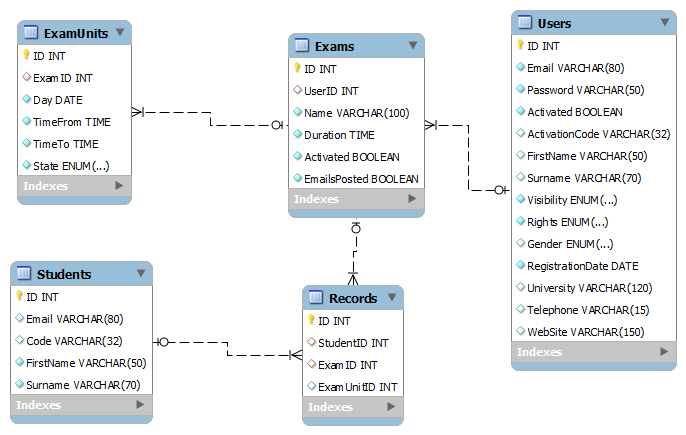 ExamUnits
ID INT
ExamID INT
Day DATE
TimeFrom TIME
TimeTo TIME
State ENUM(...)
Indexes
Exams
ID INT
UserID INT
Name VARCHAR(100)
Duration TIME
Activated BOOLEAN
EmailsPosted BOOLEAN
Indexes
Users
ID INT
Email VARCHAR(80)
Password VARCHAR(50)
Activated BOOLEAN
ActivationCode VARCHAR(32)
FirstName VARCHAR(50)
Surname VARCHAR(70)
Visibility ENUM(...)
Rights ENUM(...)
Gender ENUM(...)
RegistrationDate DATE
University VARCHAR(120)
Telephone VARCHAR(15)
WebSite VARCHAR(150)
Indexes
Students
ID INT
Email VARCHAR(80)
Code VARCHAR(32)
FirstName VARCHAR(50)
Surname VARCHAR(70)
Indexes
Records
ID INT
StudentID INT
ExamID INT
ExamUnitID INT
Indexes